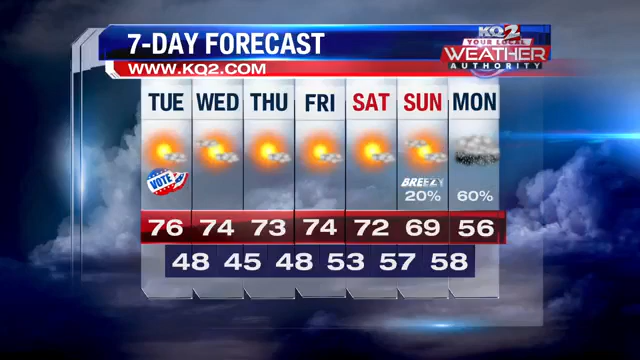 7-DAY FORECAST
WWW.KQ2.COM
KQ2
YOUR LOCAL
WEATHER
AUTHORITY
TUE WED THU FRI SAT SUN MON
VOTE
BREEZY
20% 60%
76 74 73 74 72 69 56
48 45 48 53 57 58